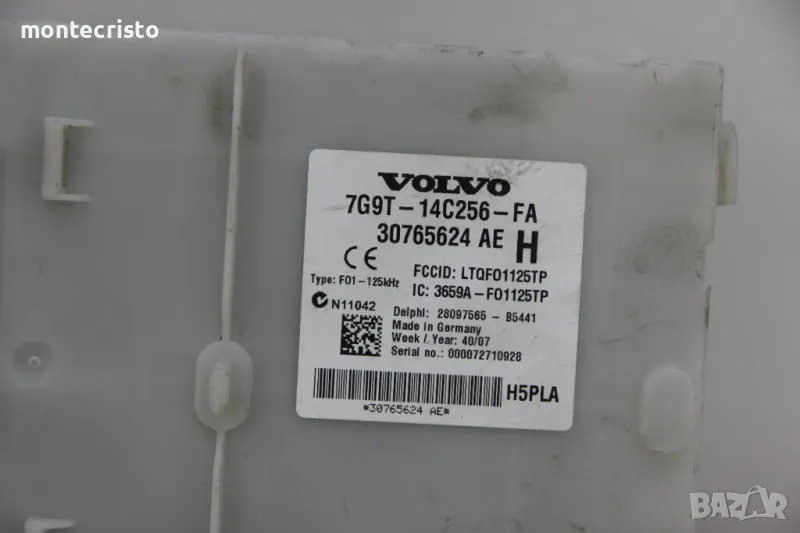 montecristo
VOLVO
7G9T-14C256-FA
30765624 AE H
CE
FCCID: LTQFO1125TP
Type: FO1-125kHz
IC: 3659A-FO1125TP
N11042
Delphi: 28097565 - B5441
Made in Germany
Week / Year: 40/07
Serial no.: 000072710928
H5PLA
*30765624 AE*
BAZAR